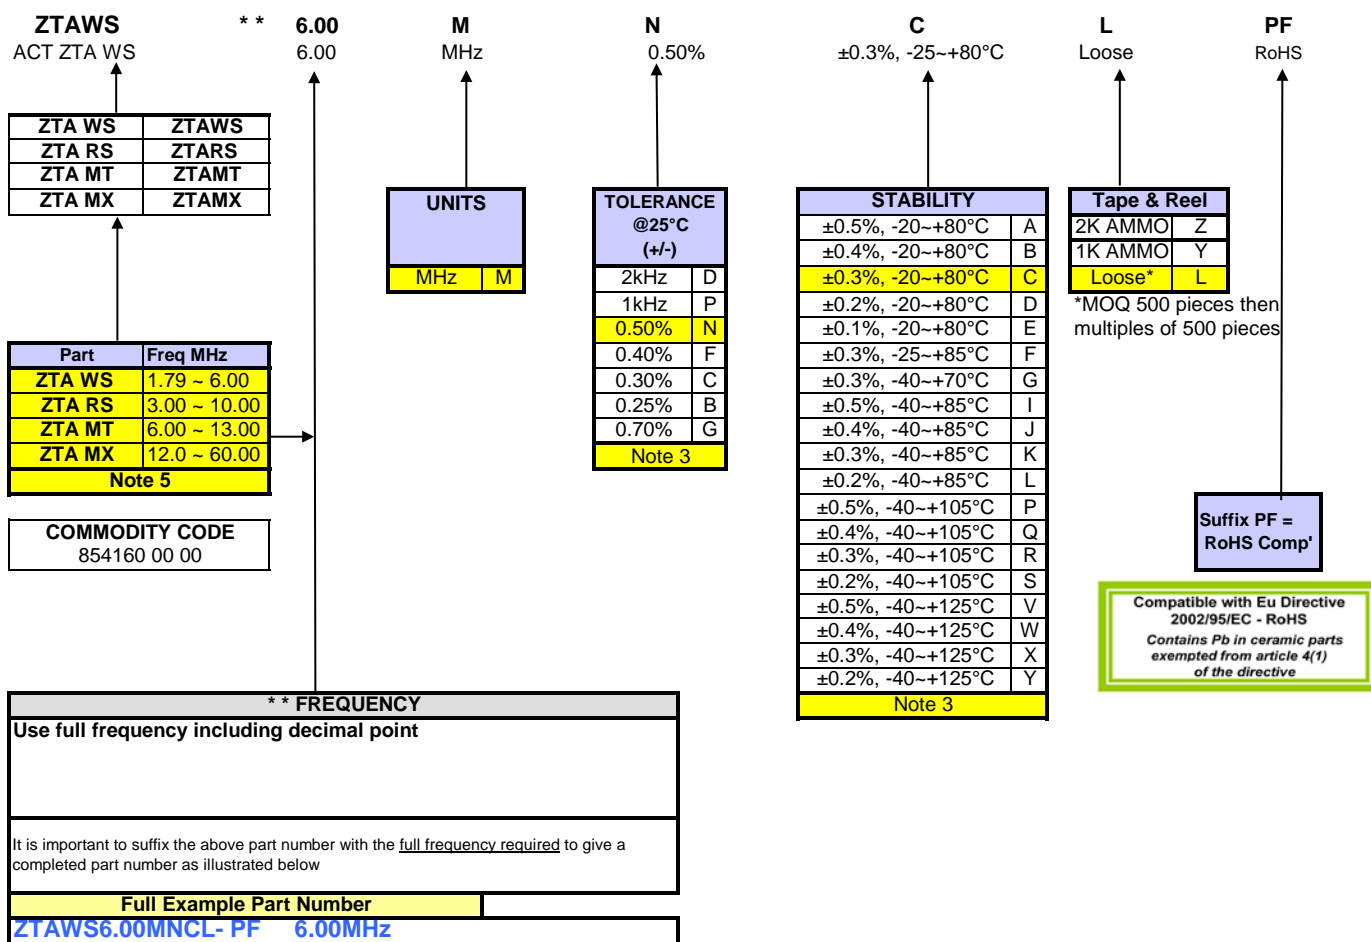 ZTAWS * * 6.00 M N C L PF
ACT ZTA WS 6.00 MHz 0.50% ±0.3%, -25~+80°C Loose RoHS
ZTA WS ZTAWS
ZTA RS ZTARS
ZTA MT ZTAMT
ZTA MX ZTAMX
Part Freq MHz
ZTA WS 1.79 ~ 6.00
ZTA RS 3.00 ~ 10.00
ZTA MT 6.00 ~ 13.00
ZTA MX 12.0 ~ 60.00
Note 5
COMMODITY CODE
854160 00 00
UNITS
MHz M
TOLERANCE
@25°C
(+/-)
2kHz D
1kHz P
0.50% N
0.40% F
0.30% C
0.25% B
0.70% G
Note 3
STABILITY
±0.5%, -20~+80°C A
±0.4%, -20~+80°C B
±0.3%, -20~+80°C C
±0.2%, -20~+80°C D
±0.1%, -20~+80°C E
±0.3%, -25~+85°C F
±0.3%, -40~+70°C G
±0.5%, -40~+85°C I
±0.4%, -40~+85°C J
±0.3%, -40~+85°C K
±0.2%, -40~+85°C L
±0.5%, -40~+105°C P
±0.4%, -40~+105°C Q
±0.3%, -40~+105°C R
±0.2%, -40~+105°C S
±0.5%, -40~+125°C V
±0.4%, -40~+125°C W
±0.3%, -40~+125°C X
±0.2%, -40~+125°C Y
Note 3
Tape & Reel
2K AMMO Z
1K AMMO Y
Loose* L
*MOQ 500 pieces then
multiples of 500 pieces
Suffix PF =
RoHS Comp'
Compatible with Eu Directive
2002/95/EC - RoHS
Contains Pb in ceramic parts
exempted from article 4(1)
of the directive
* * FREQUENCY
Use full frequency including decimal point
It is important to suffix the above part number with the full frequency required to give a
completed part number as illustrated below
Full Example Part Number
ZTAWS6.00MNCL- PF 6.00MHz